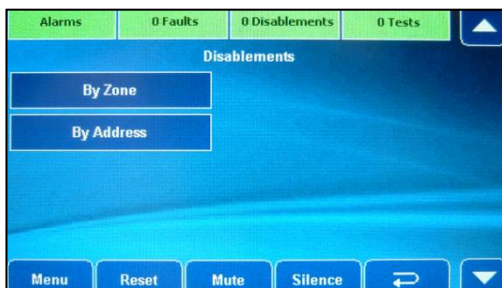 Alarms 0 Faults 0 Disablements 0 Tests
Disablements
By Zone
By Address
Menu Reset Mute Silence